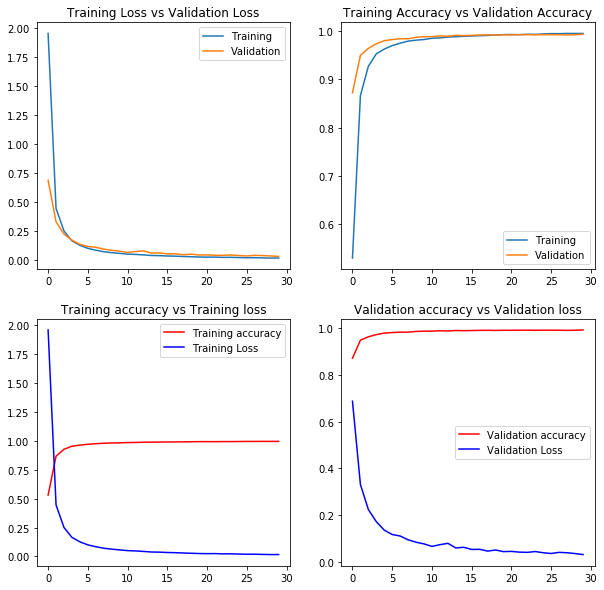 Training Loss vs Validation Loss
2.00
1.75
1.50
1.25
1.00
0.75
0.50
0.25
0.00
0 5 10 15 20 25 30
Training
Validation
Training Accuracy vs Validation Accuracy
1.0
0.9
0.8
0.7
0.6
0 5 10 15 20 25 30
Training
Validation
Training accuracy vs Training loss
2.00
1.75
1.50
1.25
1.00
0.75
0.50
0.25
0.00
0 5 10 15 20 25 30
Training accuracy
Training Loss
Validation accuracy vs Validation loss
1.0
0.8
0.6
0.4
0.2
0.0
0 5 10 15 20 25 30
Validation accuracy
Validation Loss